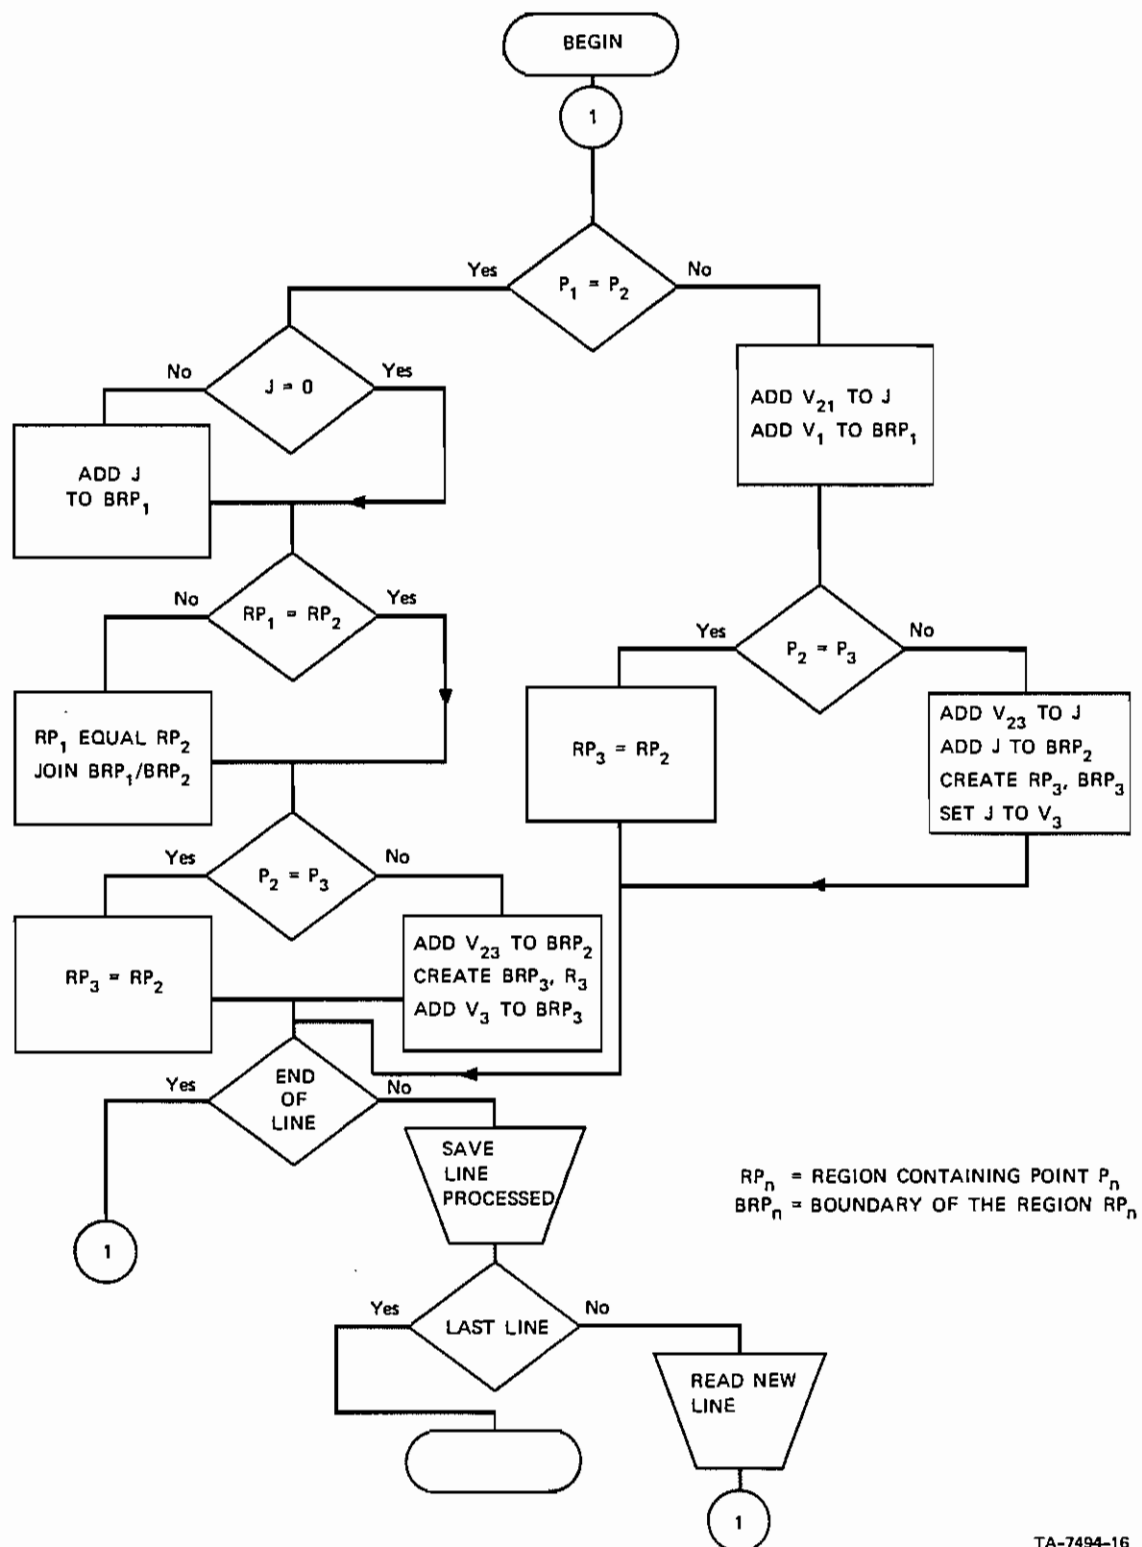 BEGIN
1
Yes
P₁ = P₂
No
No
J = 0
Yes
ADD J
TO BRP₁
ADD V₂₁ TO J
ADD V₁ TO BRP₁
No
RP₁ = RP₂
Yes
Yes
P₂ = P₃
No
RP₁ EQUAL RP₂
JOIN BRP₁/BRP₂
RP₃ = RP₂
ADD V₂₃ TO J
ADD J TO BRP₂
CREATE RP₃, BRP₃
SET J TO V₃
Yes
P₂ = P₃
No
RP₃ = RP₂
ADD V₂₃ TO BRP₂
CREATE BRP₃, R₃
ADD V₃ TO BRP₃
Yes
END
OF
LINE
No
SAVE
LINE
PROCESSED
RPₙ = REGION CONTAINING POINT Pₙ
BRPₙ = BOUNDARY OF THE REGION RPₙ
1
Yes
LAST LINE
No
READ NEW
LINE
1
TA-7494-16